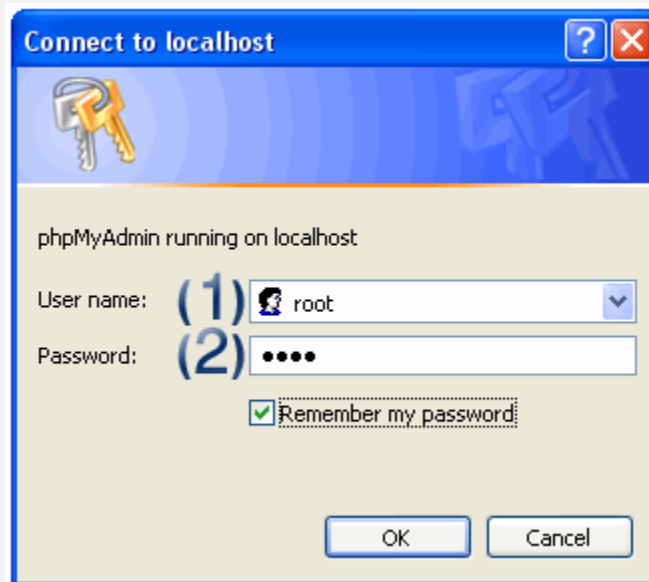 Connect to localhost
phpMyAdmin running on localhost
User name: (1) root
Password: (2) ••••
Remember my password
OK Cancel